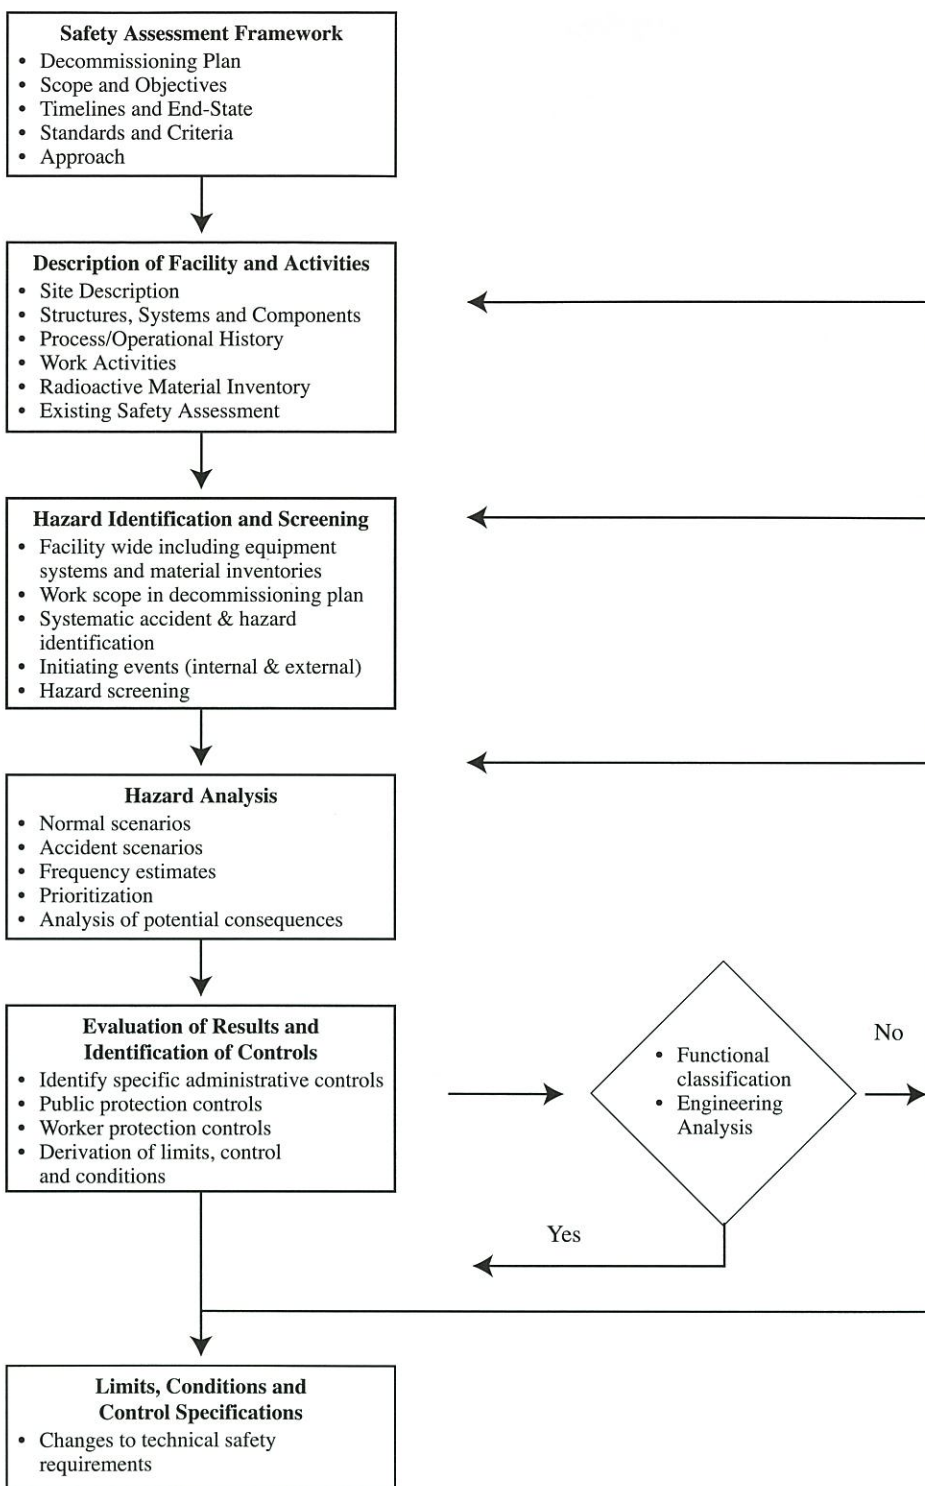 Safety Assessment Framework
• Decommissioning Plan
• Scope and Objectives
• Timelines and End-State
• Standards and Criteria
• Approach
Description of Facility and Activities
• Site Description
• Structures, Systems and Components
• Process/Operational History
• Work Activities
• Radioactive Material Inventory
• Existing Safety Assessment
Hazard Identification and Screening
• Facility wide including equipment
systems and material inventories
• Work scope in decommissioning plan
• Systematic accident & hazard
identification
• Initiating events (internal & external)
• Hazard screening
Hazard Analysis
• Normal scenarios
• Accident scenarios
• Frequency estimates
• Prioritization
• Analysis of potential consequences
Evaluation of Results and
Identification of Controls
• Identify specific administrative controls
• Public protection controls
• Worker protection controls
• Derivation of limits, control
and conditions
• Functional
classification
• Engineering
Analysis
No
Yes
Limits, Conditions and
Control Specifications
• Changes to technical safety
requirements